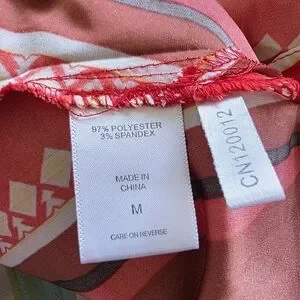 97% POLYESTER
3% SPANDEX
MADE IN
CHINA
M
CARE ON REVERSE
CN120012